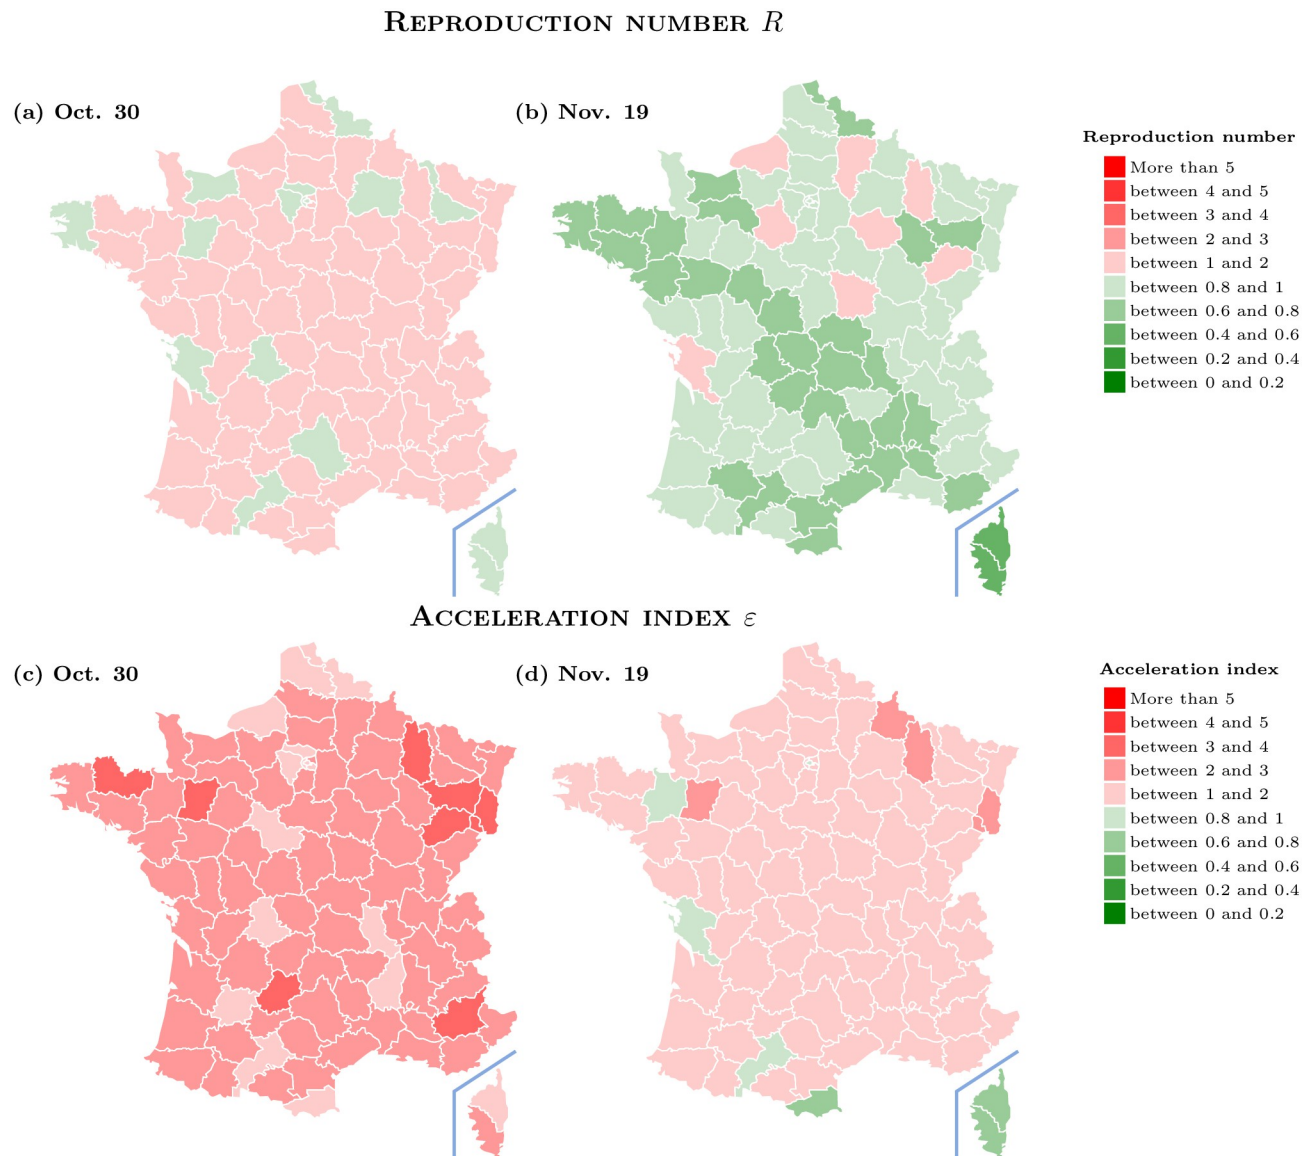 REPRODUCTION NUMBER R
(a) Oct. 30
(b) Nov. 19
Reproduction number
More than 5
between 4 and 5
between 3 and 4
between 2 and 3
between 1 and 2
between 0.8 and 1
between 0.6 and 0.8
between 0.4 and 0.6
between 0.2 and 0.4
between 0 and 0.2
ACCELERATION INDEX ε
(c) Oct. 30
(d) Nov. 19
Acceleration index
More than 5
between 4 and 5
between 3 and 4
between 2 and 3
between 1 and 2
between 0.8 and 1
between 0.6 and 0.8
between 0.4 and 0.6
between 0.2 and 0.4
between 0 and 0.2